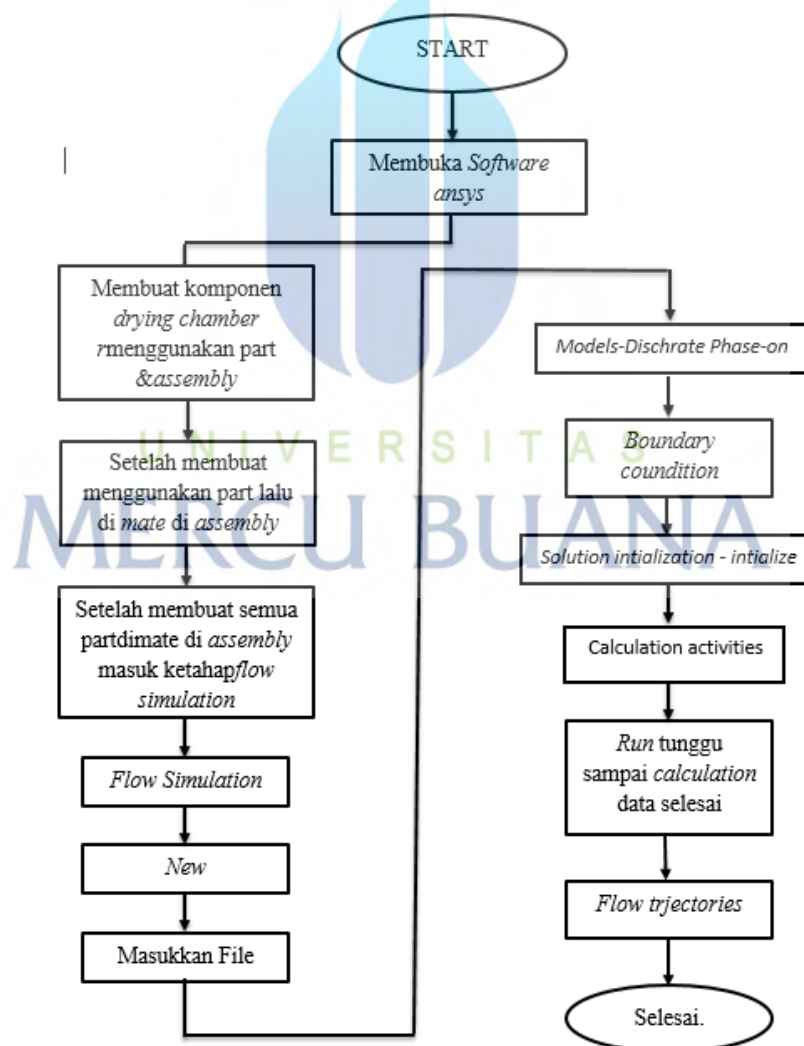 START
Membuka Software
ansys
Membuat komponen
drying chamber
rmenggunakan part
&assembly
Setelah membuat
menggunakan part lalu
di mate di assembly
Setelah membuat semua
partdimate di assembly
masuk ketahapflow
simulation
Flow Simulation
New
Masukkan File
Models-Dischrate Phase-on
Boundary
coundition
Solution intialization - intialize
Calculation activities
Run tunggu
sampai calculation
data selesai
Flow trjectories
Selesai.
UNIVERSITAS
MERCU BUANA